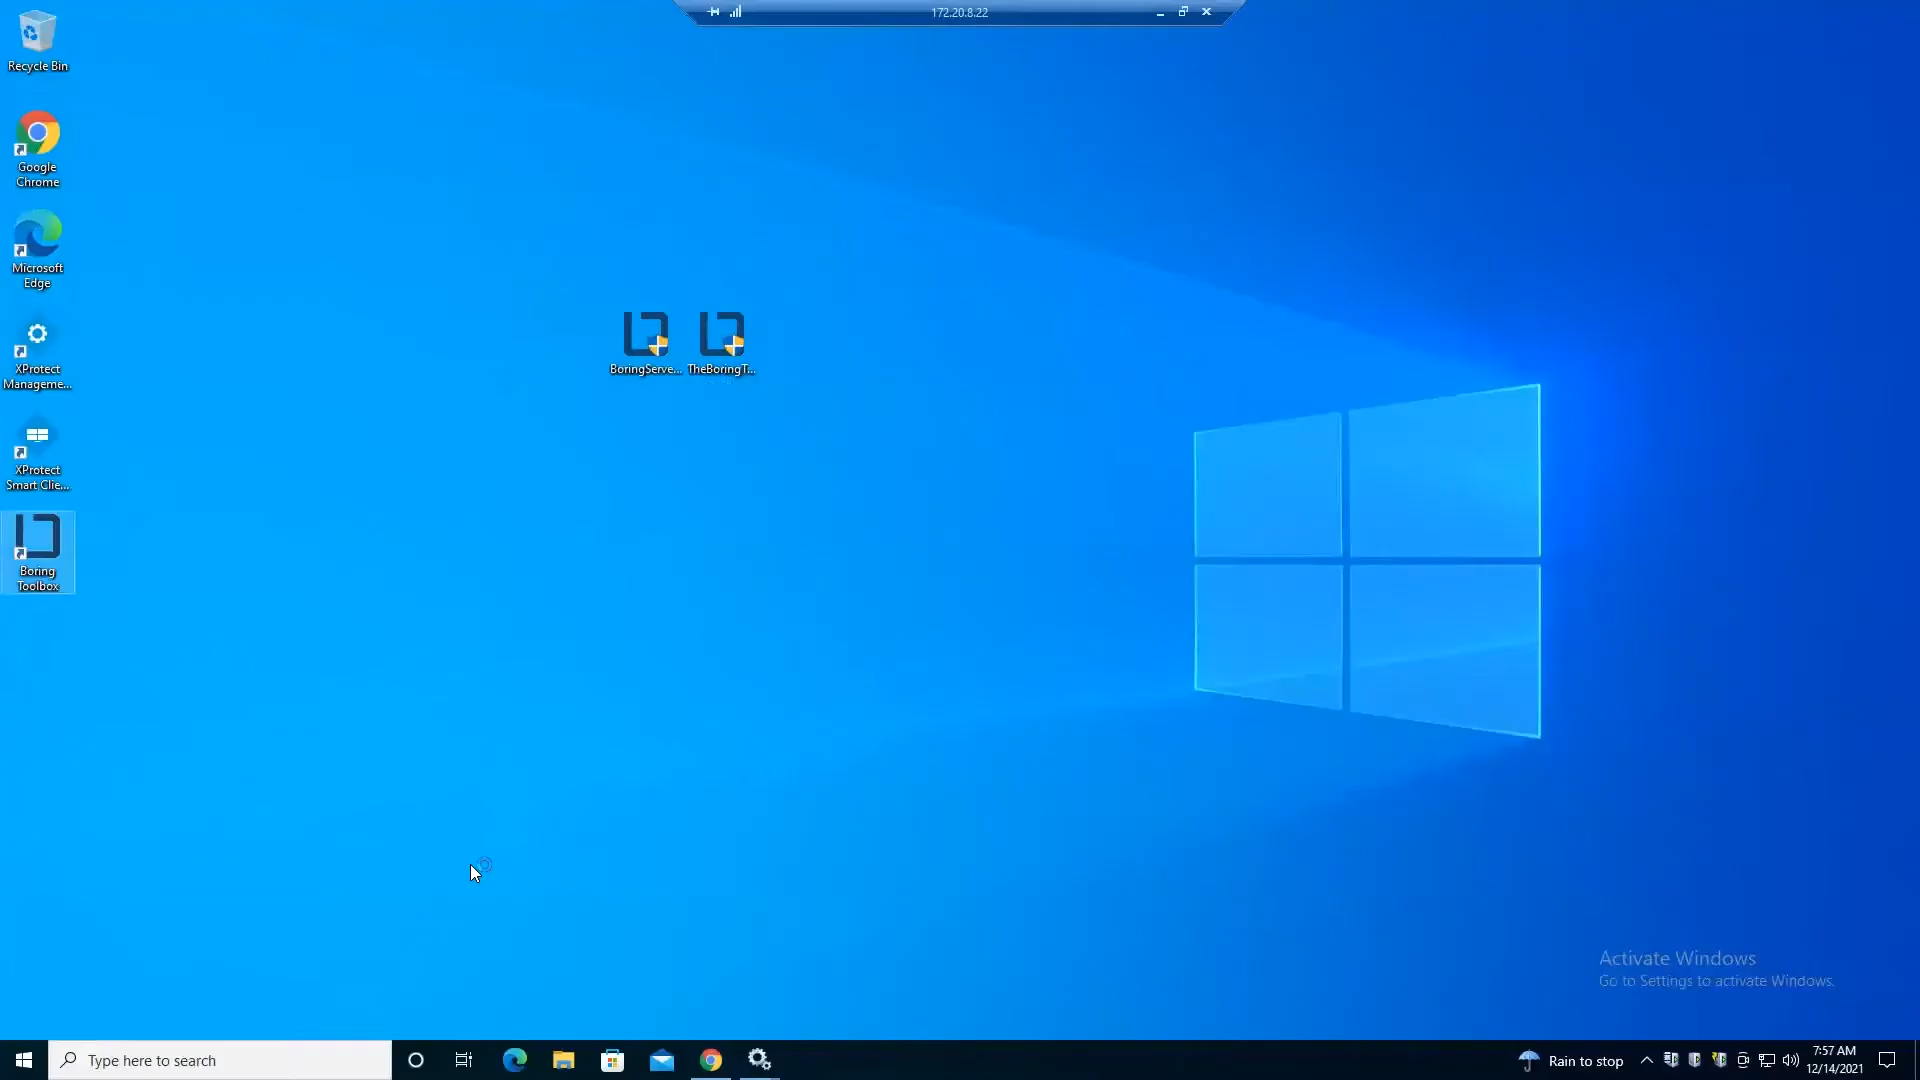 172.20.8.22
Recycle Bin
Google
Chrome
Microsoft
Edge
XProtect
Manageme...
XProtect
Smart Clie...
Boring
Toolbox
BoringServe...
TheBoringT...
Activate Windows
Go to Settings to activate Windows.
Type here to search
Rain to stop
7:57 AM
12/14/2021